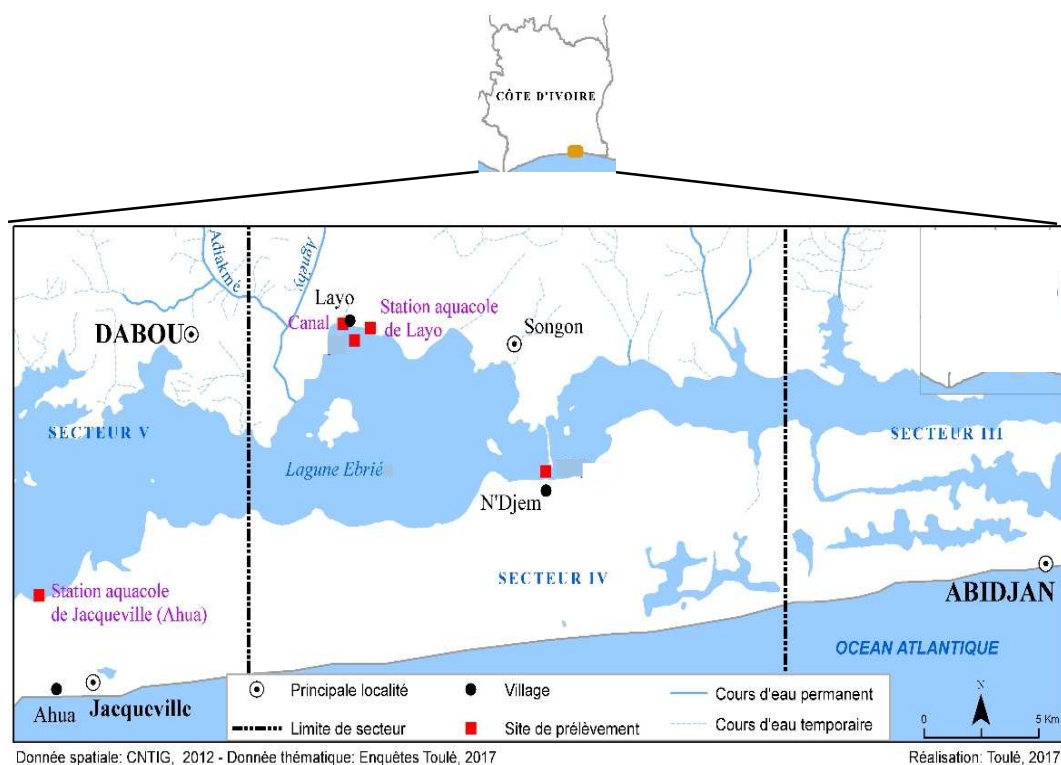 CÔTE D'IVOIRE
Adiakmé
Agnéby
Layo
Canal
Station aquacole
de Layo
DABOU
Songon
SECTEUR V
SECTEUR III
Lagune Ebrié
N'Djem
SECTEUR IV
Station aquacole
de Jacqueville (Ahua)
ABIDJAN
OCEAN ATLANTIQUE
Ahua
Jacqueville
Principale localité
Village
Cours d'eau permanent
Limite de secteur
Site de prélèvement
Cours d'eau temporaire
N
0 5 Km
Donnée spatiale: CNTIG, 2012 - Donnée thématique: Enquêtes Toulé, 2017
Réalisation: Toulé, 2017